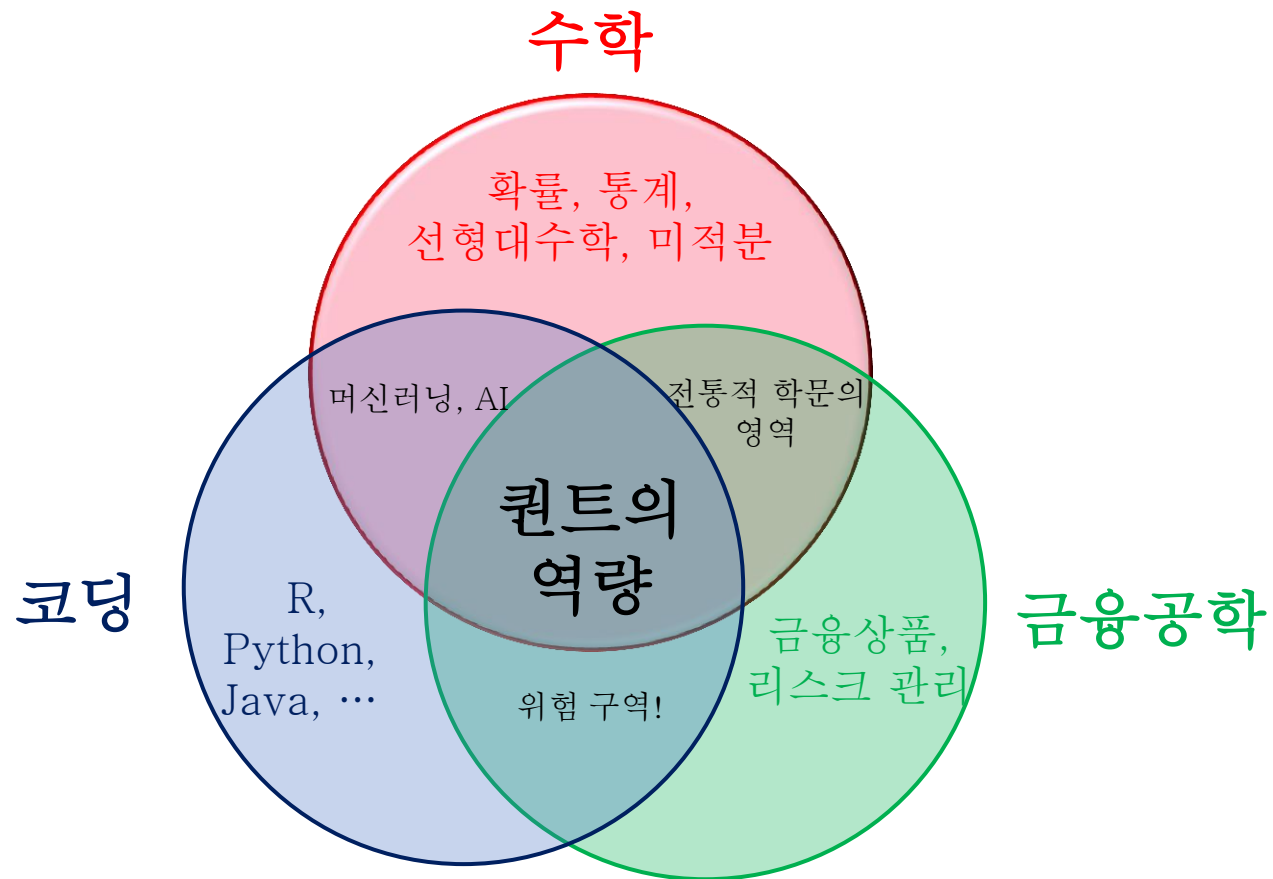 수학
확률, 통계,
선형대수학, 미적분
머신러닝, AI
전통적 학문의
영역
퀀트의
역량
코딩
R,
Python,
Java, …
금융공학
금융상품,
리스크 관리
위험 구역!